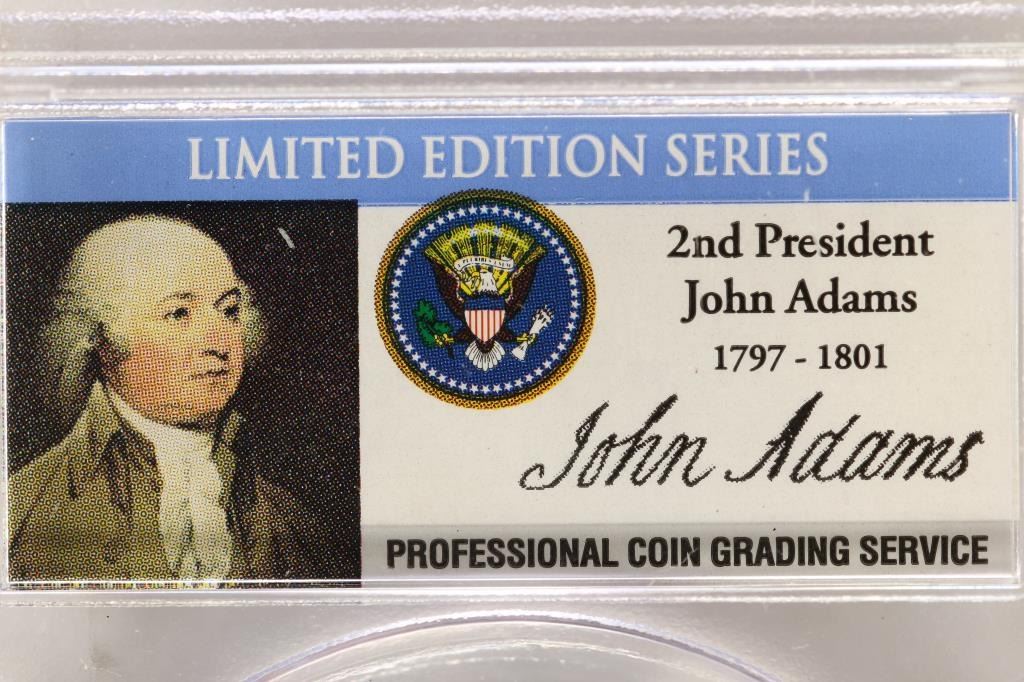 LIMITED EDITION SERIES
2nd President
John Adams
1797 - 1801
John Adams
PROFESSIONAL COIN GRADING SERVICE